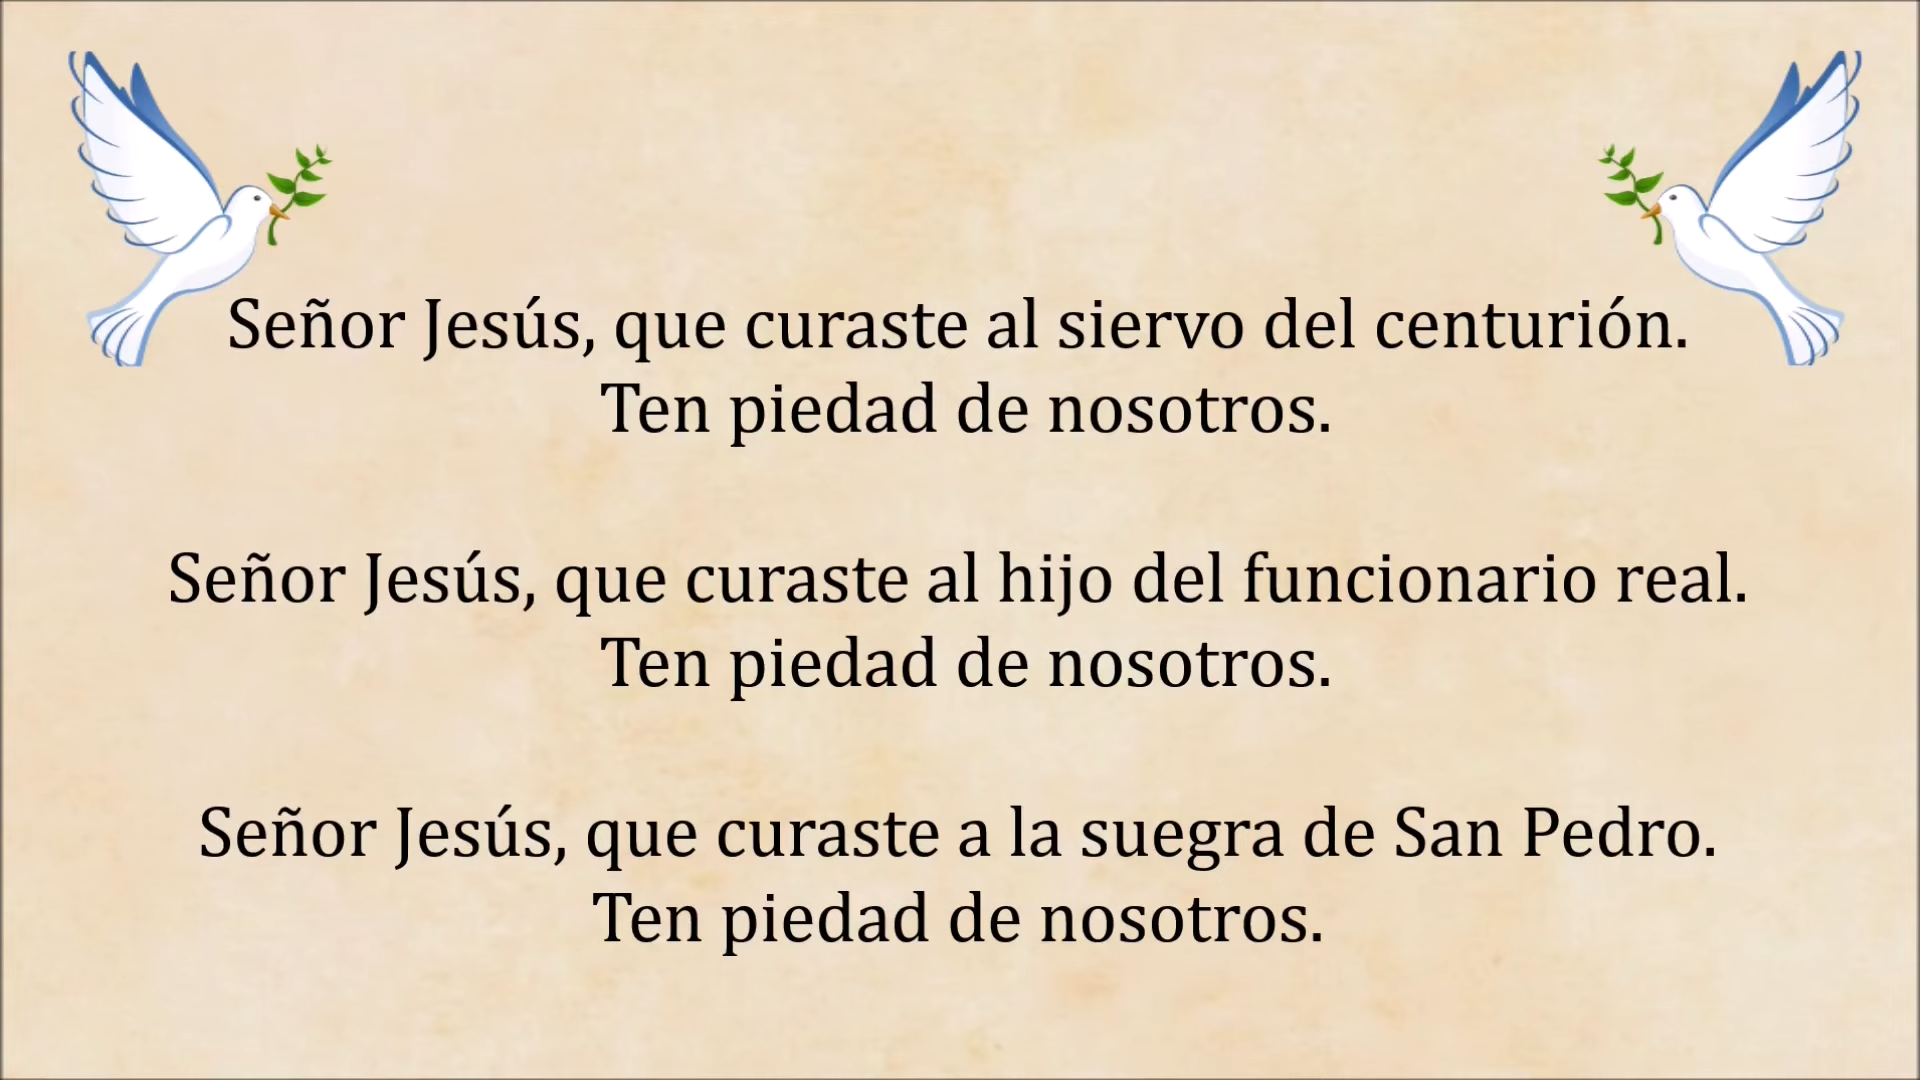 Señor Jesús, que curaste al siervo del centurión.
Ten piedad de nosotros.
Señor Jesús, que curaste al hijo del funcionario real.
Ten piedad de nosotros.
Señor Jesús, que curaste a la suegra de San Pedro.
Ten piedad de nosotros.